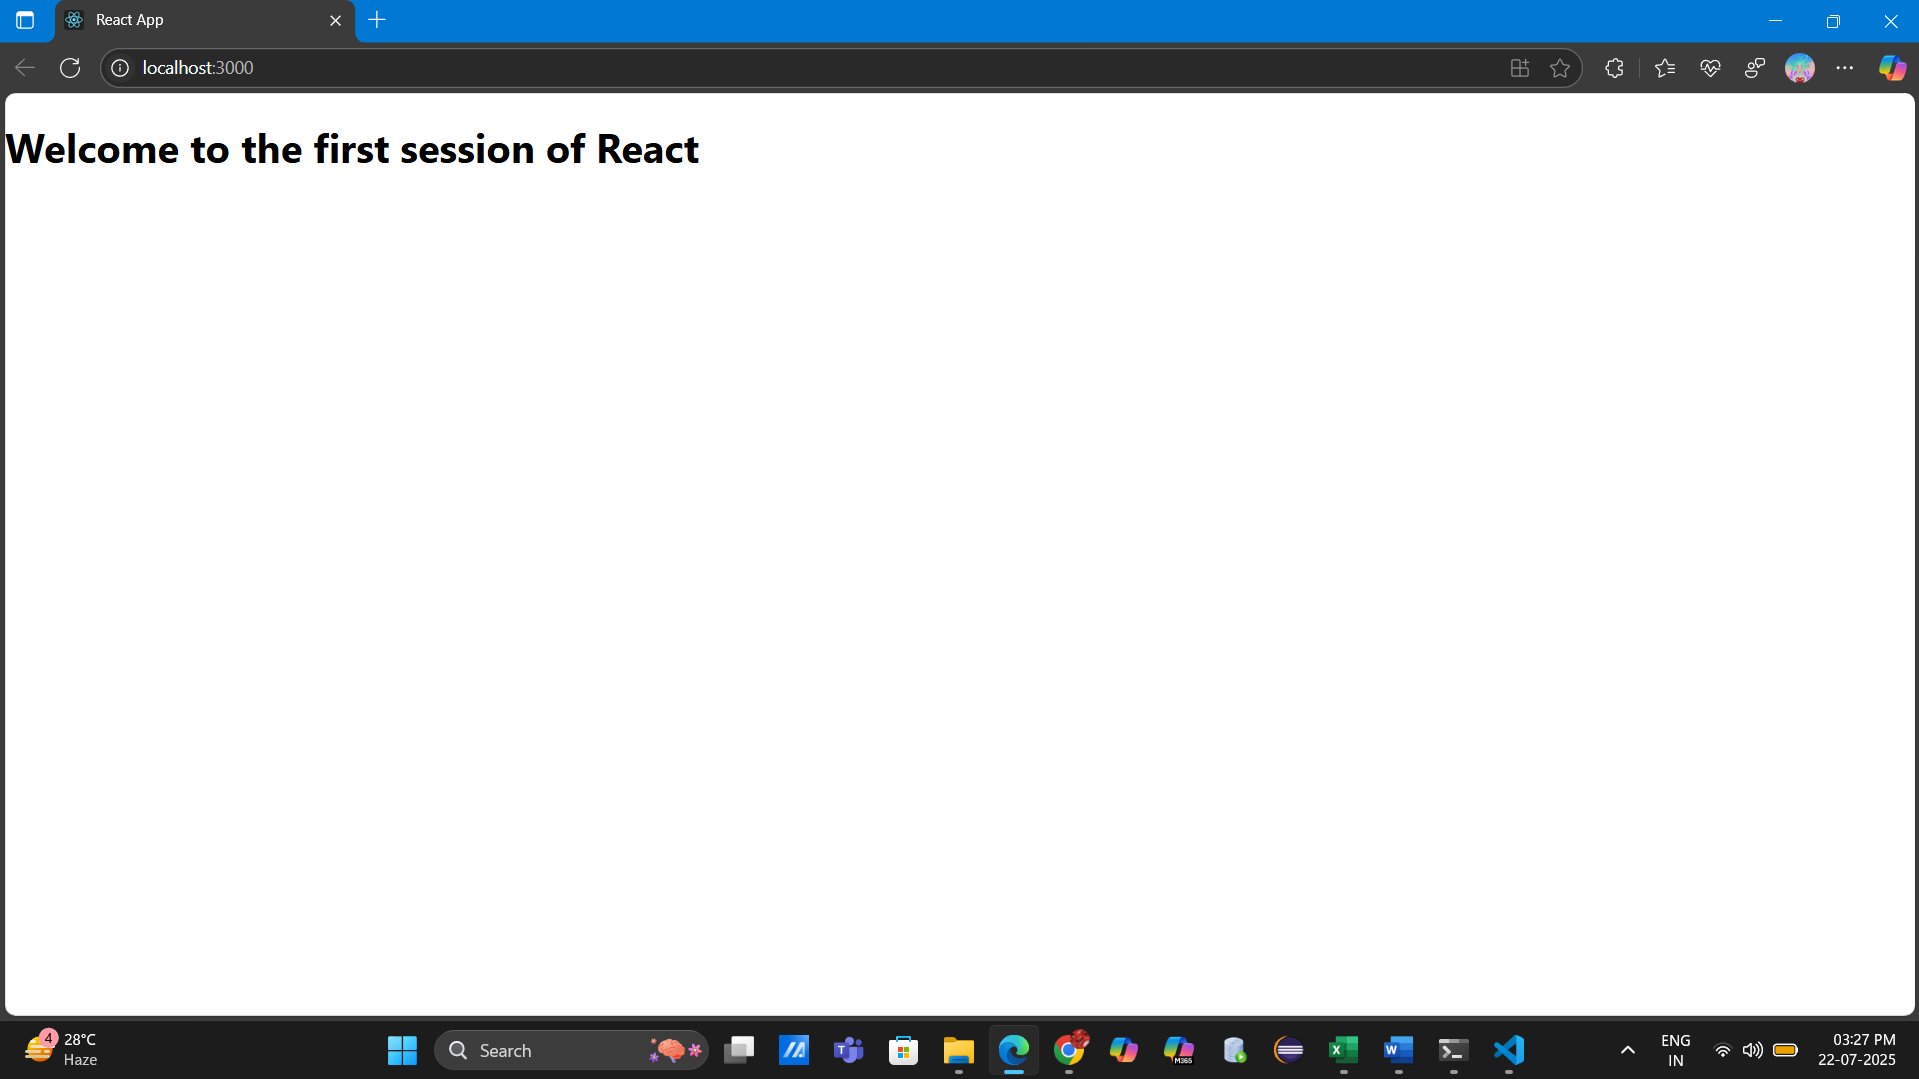 React App
localhost:3000
Welcome to the first session of React
4
28°C
Haze
Search
T
M365
X
W
ENG
IN
03:27 PM
22-07-2025